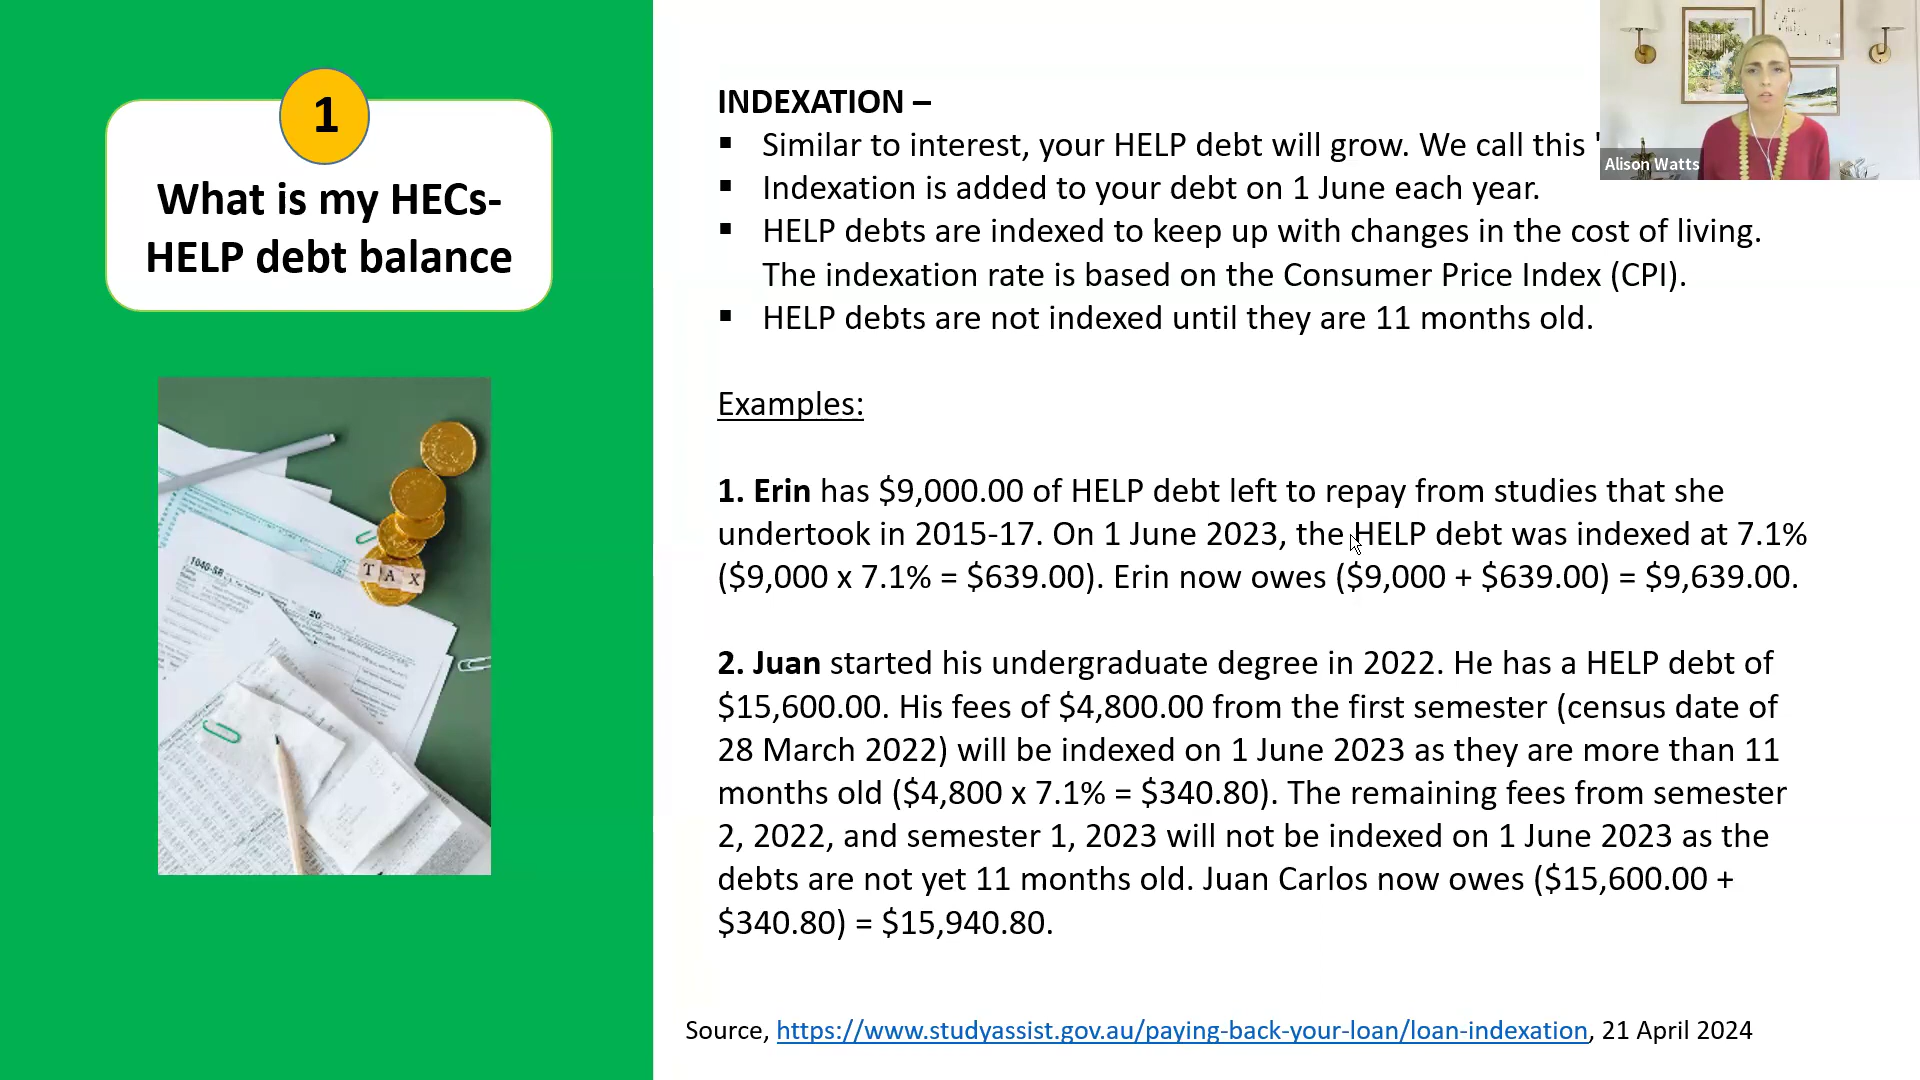 1
What is my HECs-
HELP debt balance
TAX
1040-SR
20
INDEXATION –
▪ Similar to interest, your HELP debt will grow. We call this '
▪ Indexation is added to your debt on 1 June each year.
▪ HELP debts are indexed to keep up with changes in the cost of living.
The indexation rate is based on the Consumer Price Index (CPI).
▪ HELP debts are not indexed until they are 11 months old.
Examples:
1. Erin has $9,000.00 of HELP debt left to repay from studies that she
undertook in 2015-17. On 1 June 2023, the HELP debt was indexed at 7.1%
($9,000 x 7.1% = $639.00). Erin now owes ($9,000 + $639.00) = $9,639.00.
2. Juan started his undergraduate degree in 2022. He has a HELP debt of
$15,600.00. His fees of $4,800.00 from the first semester (census date of
28 March 2022) will be indexed on 1 June 2023 as they are more than 11
months old ($4,800 x 7.1% = $340.80). The remaining fees from semester
2, 2022, and semester 1, 2023 will not be indexed on 1 June 2023 as the
debts are not yet 11 months old. Juan Carlos now owes ($15,600.00 +
$340.80) = $15,940.80.
Source, https://www.studyassist.gov.au/paying-back-your-loan/loan-indexation, 21 April 2024
Alison Watts